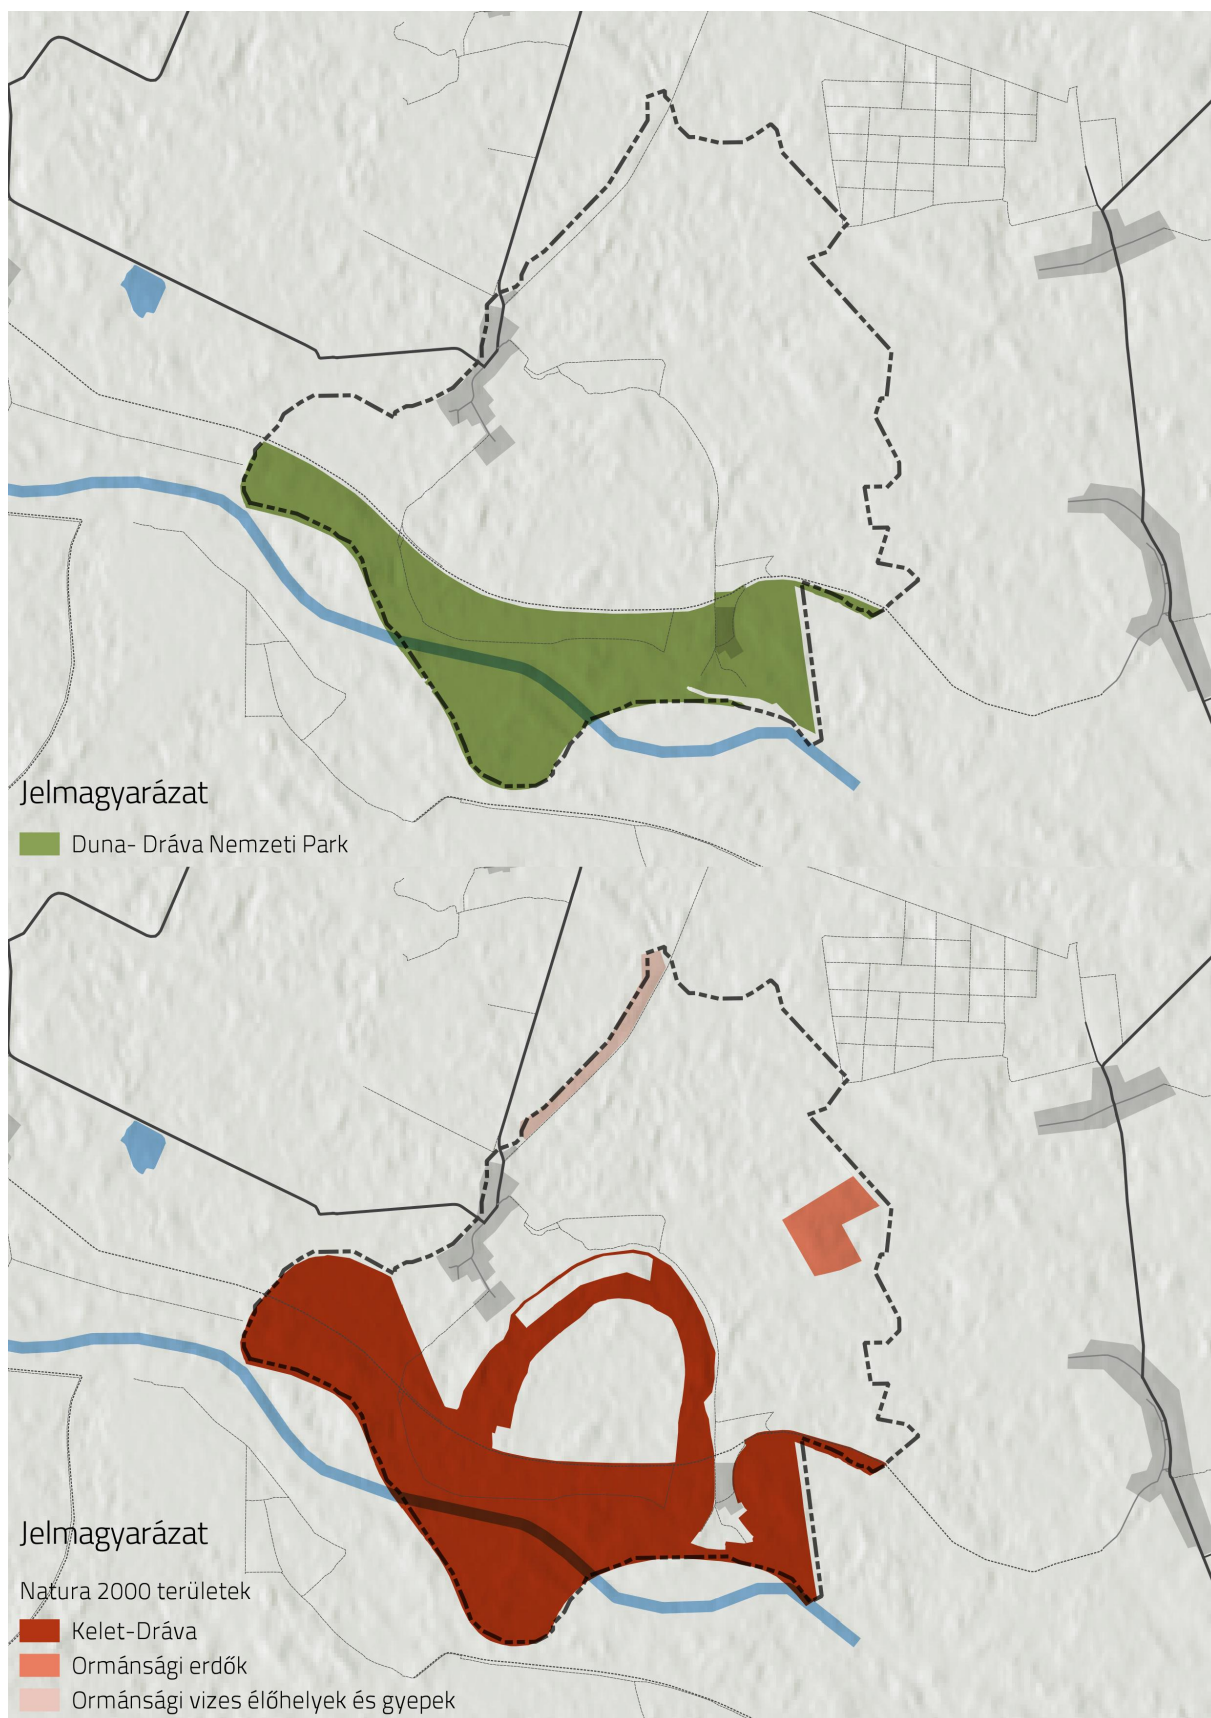 Jelmagyarázat
Duna- Dráva Nemzeti Park
Jelmagyarázat
Natura 2000 területek
Kelet-Dráva
Ormánsági erdők
Ormánsági vizes élőhelyek és gyepek